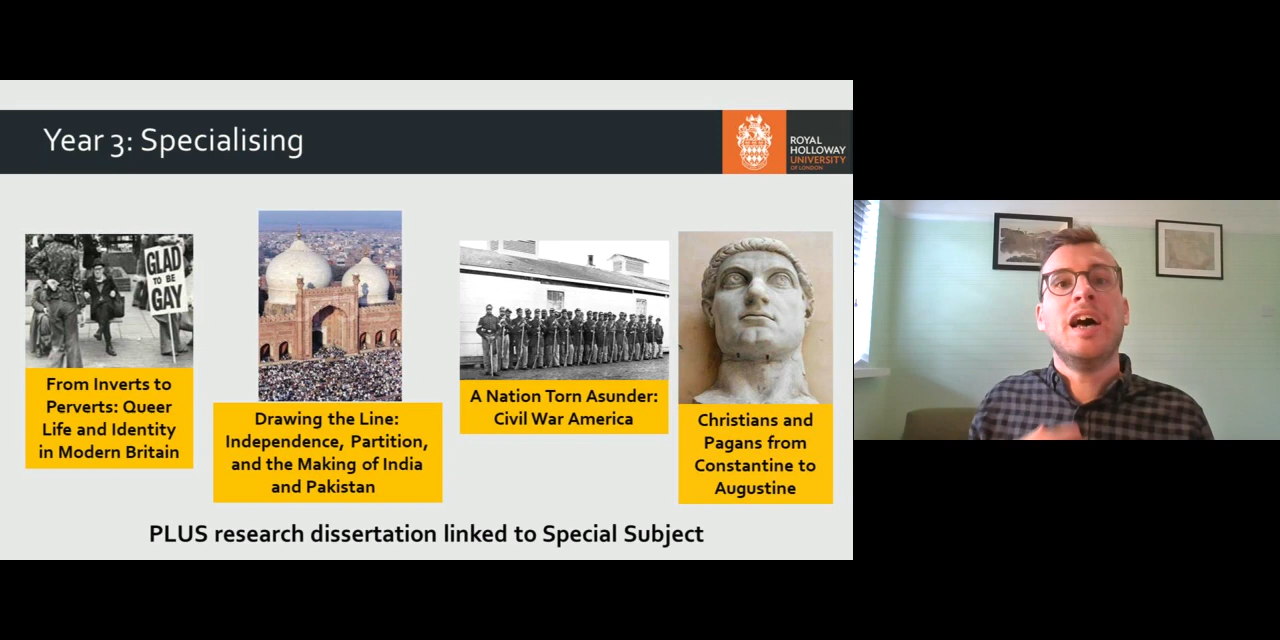 Year 3: Specialising
ROYAL
HOLLOWAY
UNIVERSITY
OF LONDON
GLAD
TO BE
GAY
From Inverts to
Perverts: Queer
Life and Identity
in Modern Britain
Drawing the Line:
Independence, Partition,
and the Making of India
and Pakistan
A Nation Torn Asunder:
Civil War America
Christians and
Pagans from
Constantine to
Augustine
PLUS research dissertation linked to Special Subject